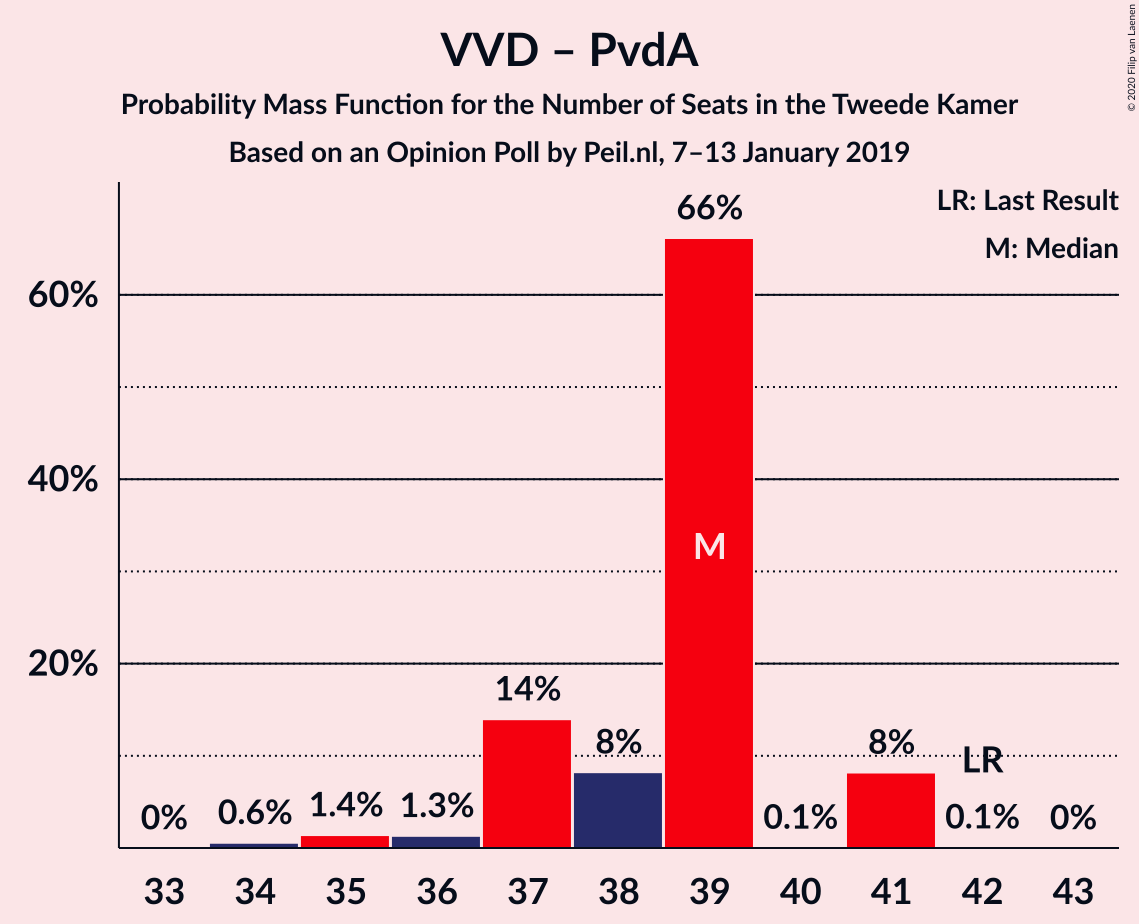 VVD – PvdA
Probability Mass Function for the Number of Seats in the Tweede Kamer
Based on an Opinion Poll by Peil.nl, 7–13 January 2019
© 2020 Filip van Laenen
LR: Last Result
M: Median
60%
40%
20%
0%
0.6%
1.4%
1.3%
14%
8%
66%
M
0.1%
8%
LR
0.1%
0%
33 34 35 36 37 38 39 40 41 42 43